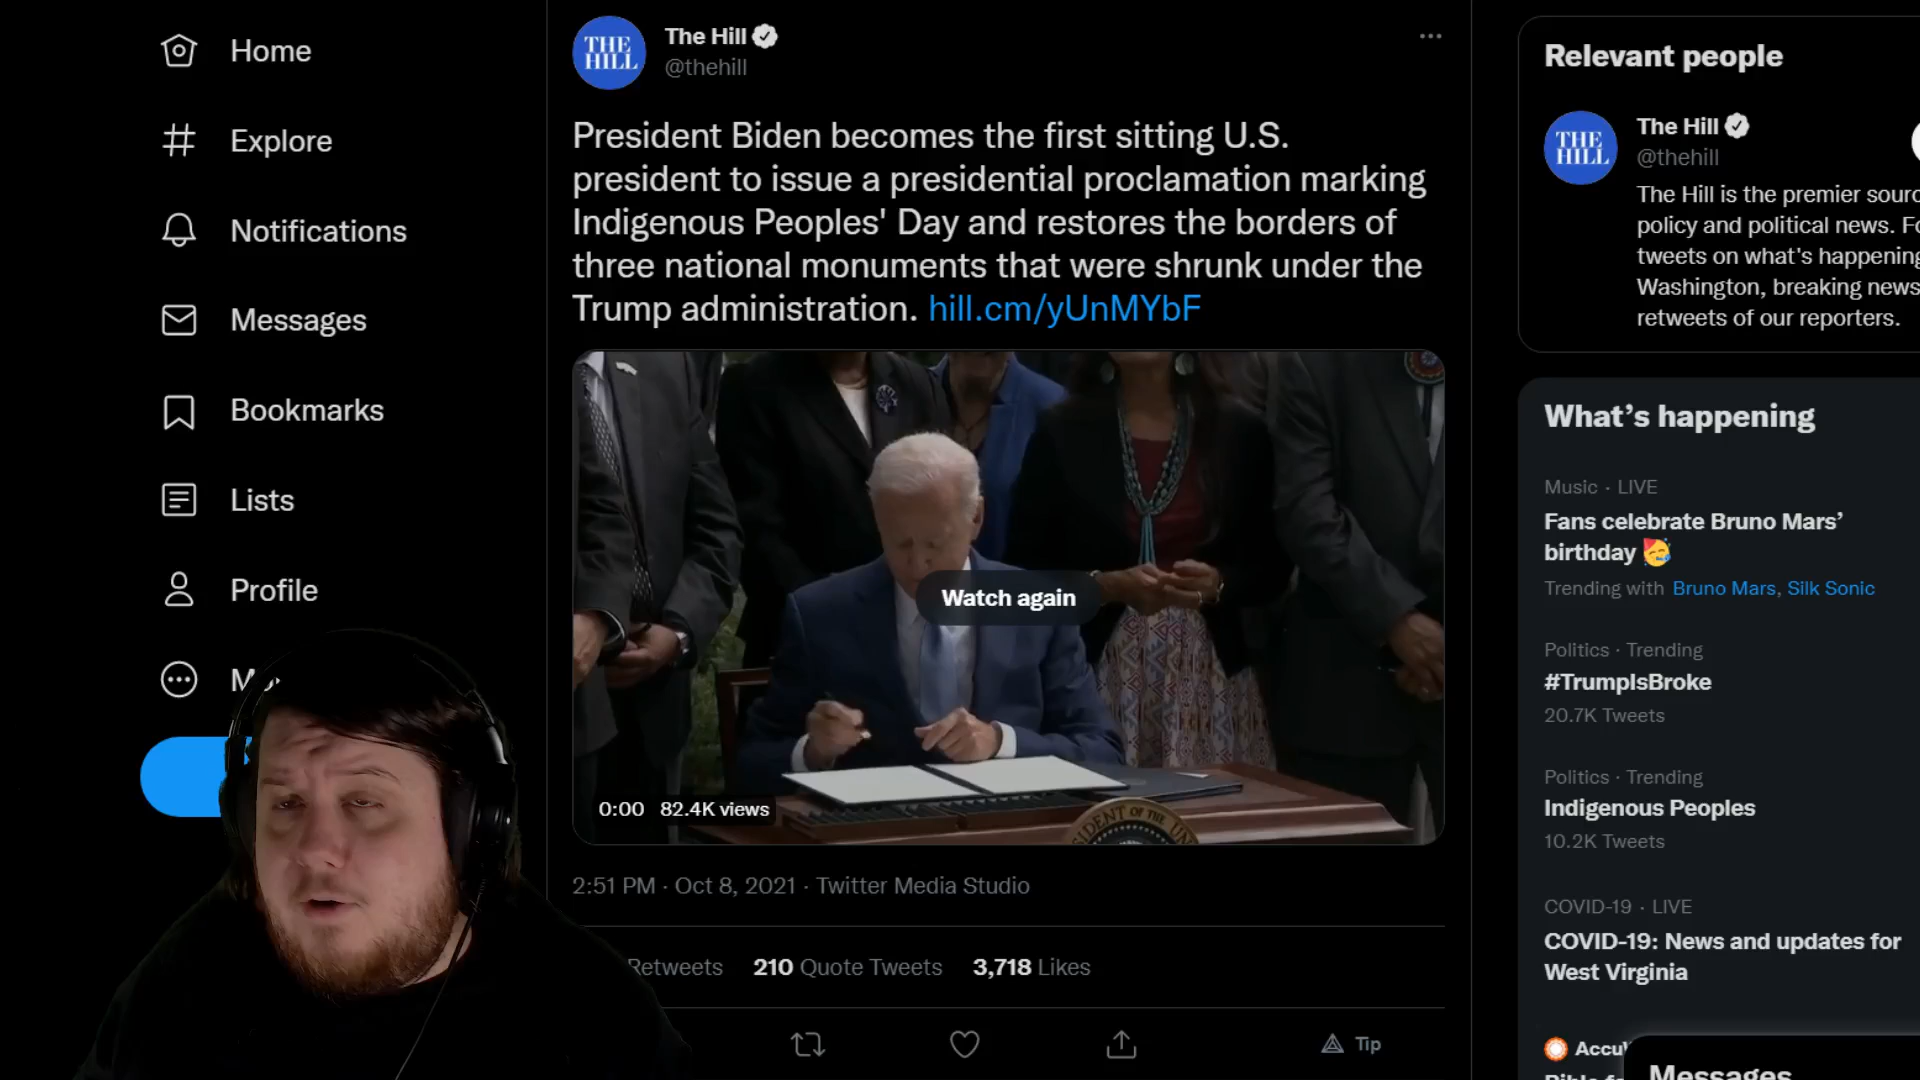 Home
Explore
Notifications
Messages
Bookmarks
Lists
Profile
THE
HILL
The Hill
@thehill
President Biden becomes the first sitting U.S.
president to issue a presidential proclamation marking
Indigenous Peoples' Day and restores the borders of
three national monuments that were shrunk under the
Trump administration. hill.cm/yUnMYbF
Watch again
0:00 82.4K views
2:51 PM · Oct 8, 2021 · Twitter Media Studio
Retweets 210 Quote Tweets 3,718 Likes
Tip
Relevant people
THE
HILL
The Hill
@thehill
The Hill is the premier sourc
policy and political news. Fo
tweets on what's happening
Washington, breaking news
retweets of our reporters.
What's happening
Music · LIVE
Fans celebrate Bruno Mars'
birthday 🥳
Trending with Bruno Mars, Silk Sonic
Politics · Trending
#TrumpIsBroke
20.7K Tweets
Politics · Trending
Indigenous Peoples
10.2K Tweets
COVID-19 · LIVE
COVID-19: News and updates for
West Virginia
Messages